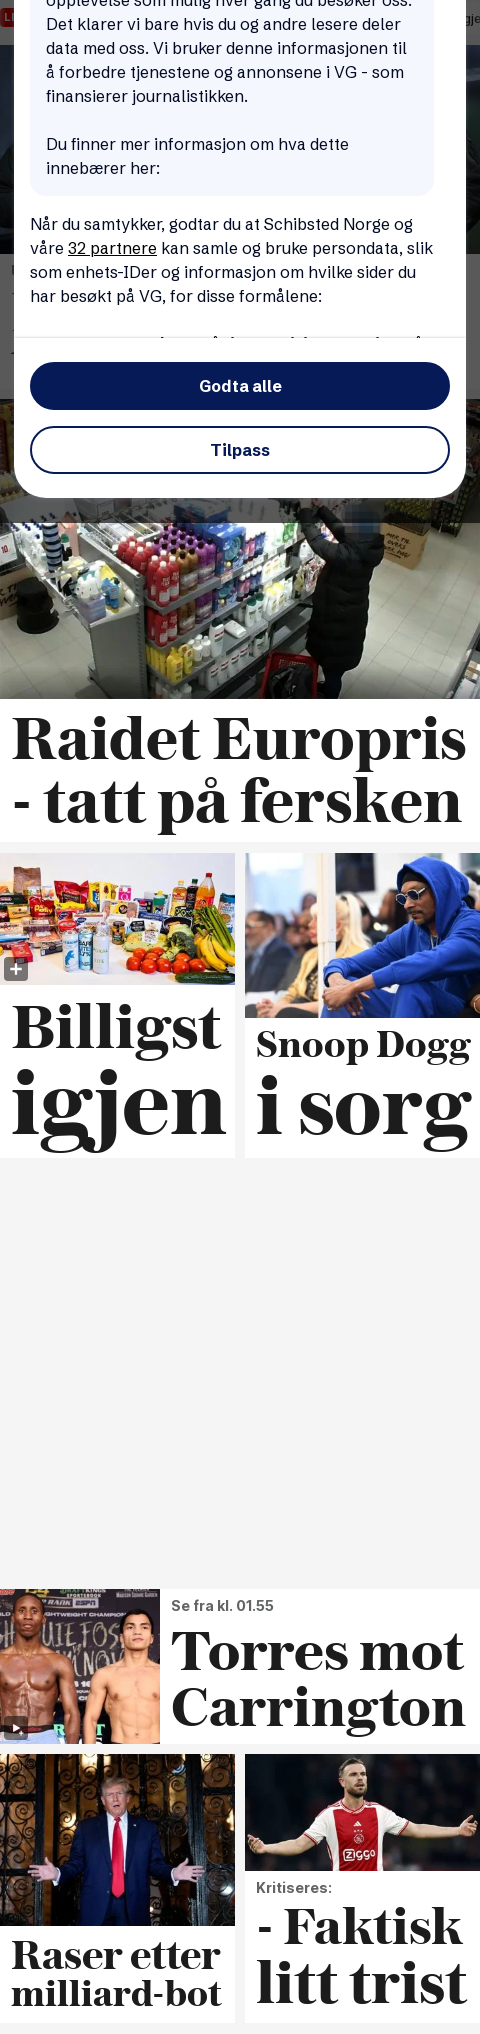 opplevelse som mulig hver gang du besøker oss.
Det klarer vi bare hvis du og andre lesere deler
data med oss. Vi bruker denne informasjonen til
å forbedre tjenestene og annonsene i VG - som
finansierer journalistikken.
Du finner mer informasjon om hva dette
innebærer her:
Når du samtykker, godtar du at Schibsted Norge og
våre 32 partnere kan samle og bruke persondata, slik
som enhets-IDer og informasjon om hvilke sider du
har besøkt på VG, for disse formålene:
Godta alle
Tilpass
Raidet Europris
- tatt på fersken
Billigst
igjen
Snoop Dogg
i sorg
Se fra kl. 01.55
Torres mot
Carrington
ESPN
Raser etter
milliard-bot
Ziggo
Kritiseres:
- Faktisk
litt trist